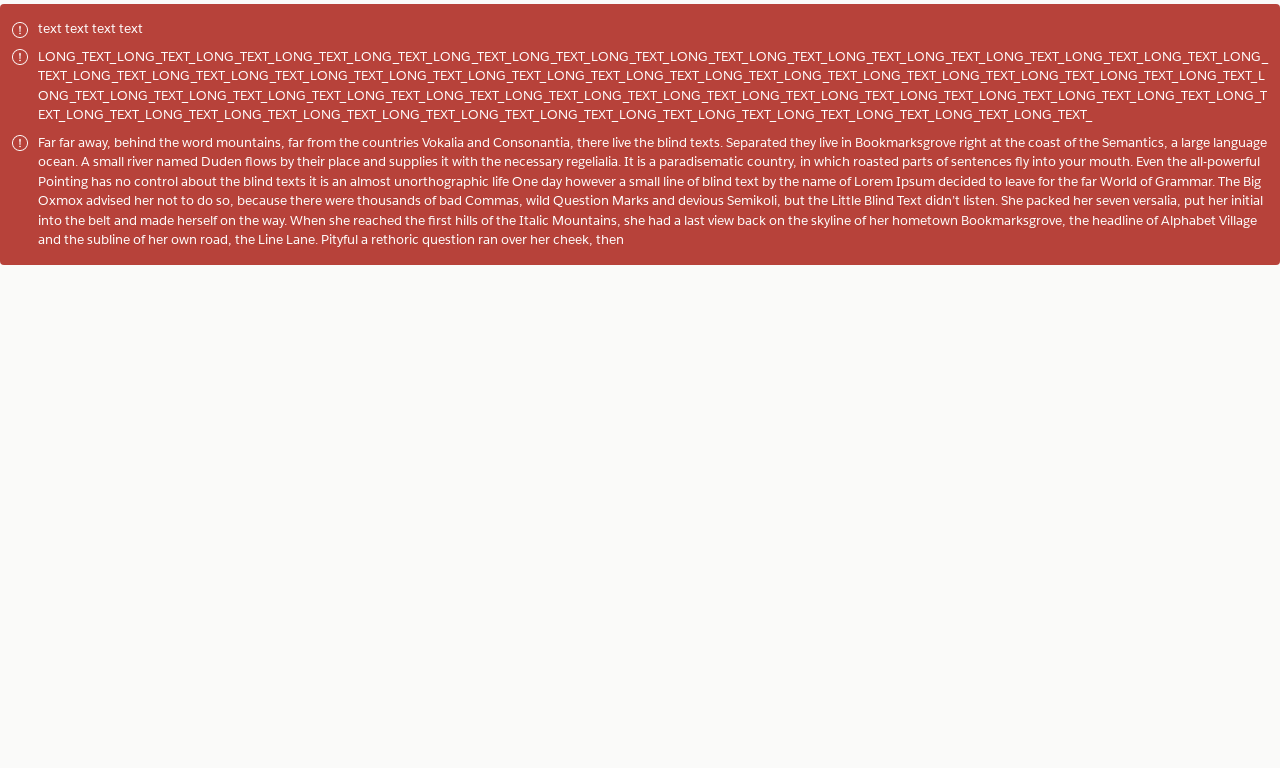 text text text text
LONG_TEXT_LONG_TEXT_LONG_TEXT_LONG_TEXT_LONG_TEXT_LONG_TEXT_LONG_TEXT_LONG_TEXT_LONG_TEXT_LONG_TEXT_LONG_TEXT_LONG_TEXT_LONG_TEXT_LONG_TEXT_LONG_TEXT_LONG_
TEXT_LONG_TEXT_LONG_TEXT_LONG_TEXT_LONG_TEXT_LONG_TEXT_LONG_TEXT_LONG_TEXT_LONG_TEXT_LONG_TEXT_LONG_TEXT_LONG_TEXT_LONG_TEXT_LONG_TEXT_LONG_TEXT_LONG_TEXT_L
ONG_TEXT_LONG_TEXT_LONG_TEXT_LONG_TEXT_LONG_TEXT_LONG_TEXT_LONG_TEXT_LONG_TEXT_LONG_TEXT_LONG_TEXT_LONG_TEXT_LONG_TEXT_LONG_TEXT_LONG_TEXT_LONG_TEXT_LONG_T
EXT_LONG_TEXT_LONG_TEXT_LONG_TEXT_LONG_TEXT_LONG_TEXT_LONG_TEXT_LONG_TEXT_LONG_TEXT_LONG_TEXT_LONG_TEXT_LONG_TEXT_LONG_TEXT_LONG_TEXT_
Far far away, behind the word mountains, far from the countries Vokalia and Consonantia, there live the blind texts. Separated they live in Bookmarksgrove right at the coast of the Semantics, a large language
ocean. A small river named Duden flows by their place and supplies it with the necessary regelialia. It is a paradisematic country, in which roasted parts of sentences fly into your mouth. Even the all-powerful
Pointing has no control about the blind texts it is an almost unorthographic life One day however a small line of blind text by the name of Lorem Ipsum decided to leave for the far World of Grammar. The Big
Oxmox advised her not to do so, because there were thousands of bad Commas, wild Question Marks and devious Semikoli, but the Little Blind Text didn't listen. She packed her seven versalia, put her initial
into the belt and made herself on the way. When she reached the first hills of the Italic Mountains, she had a last view back on the skyline of her hometown Bookmarksgrove, the headline of Alphabet Village
and the subline of her own road, the Line Lane. Pityful a rethoric question ran over her cheek, then